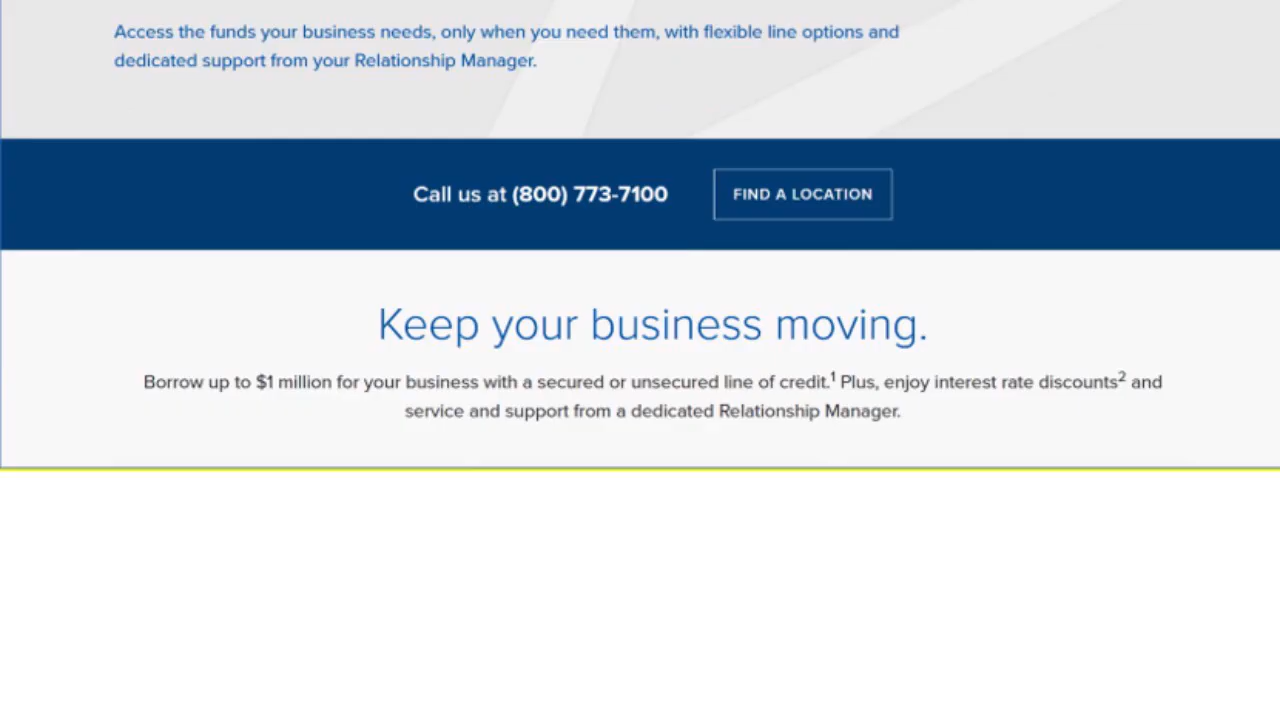 Access the funds your business needs, only when you need them, with flexible line options and
dedicated support from your Relationship Manager.
Call us at (800) 773-7100
FIND A LOCATION
Keep your business moving.
Borrow up to $1 million for your business with a secured or unsecured line of credit.¹ Plus, enjoy interest rate discounts² and
service and support from a dedicated Relationship Manager.